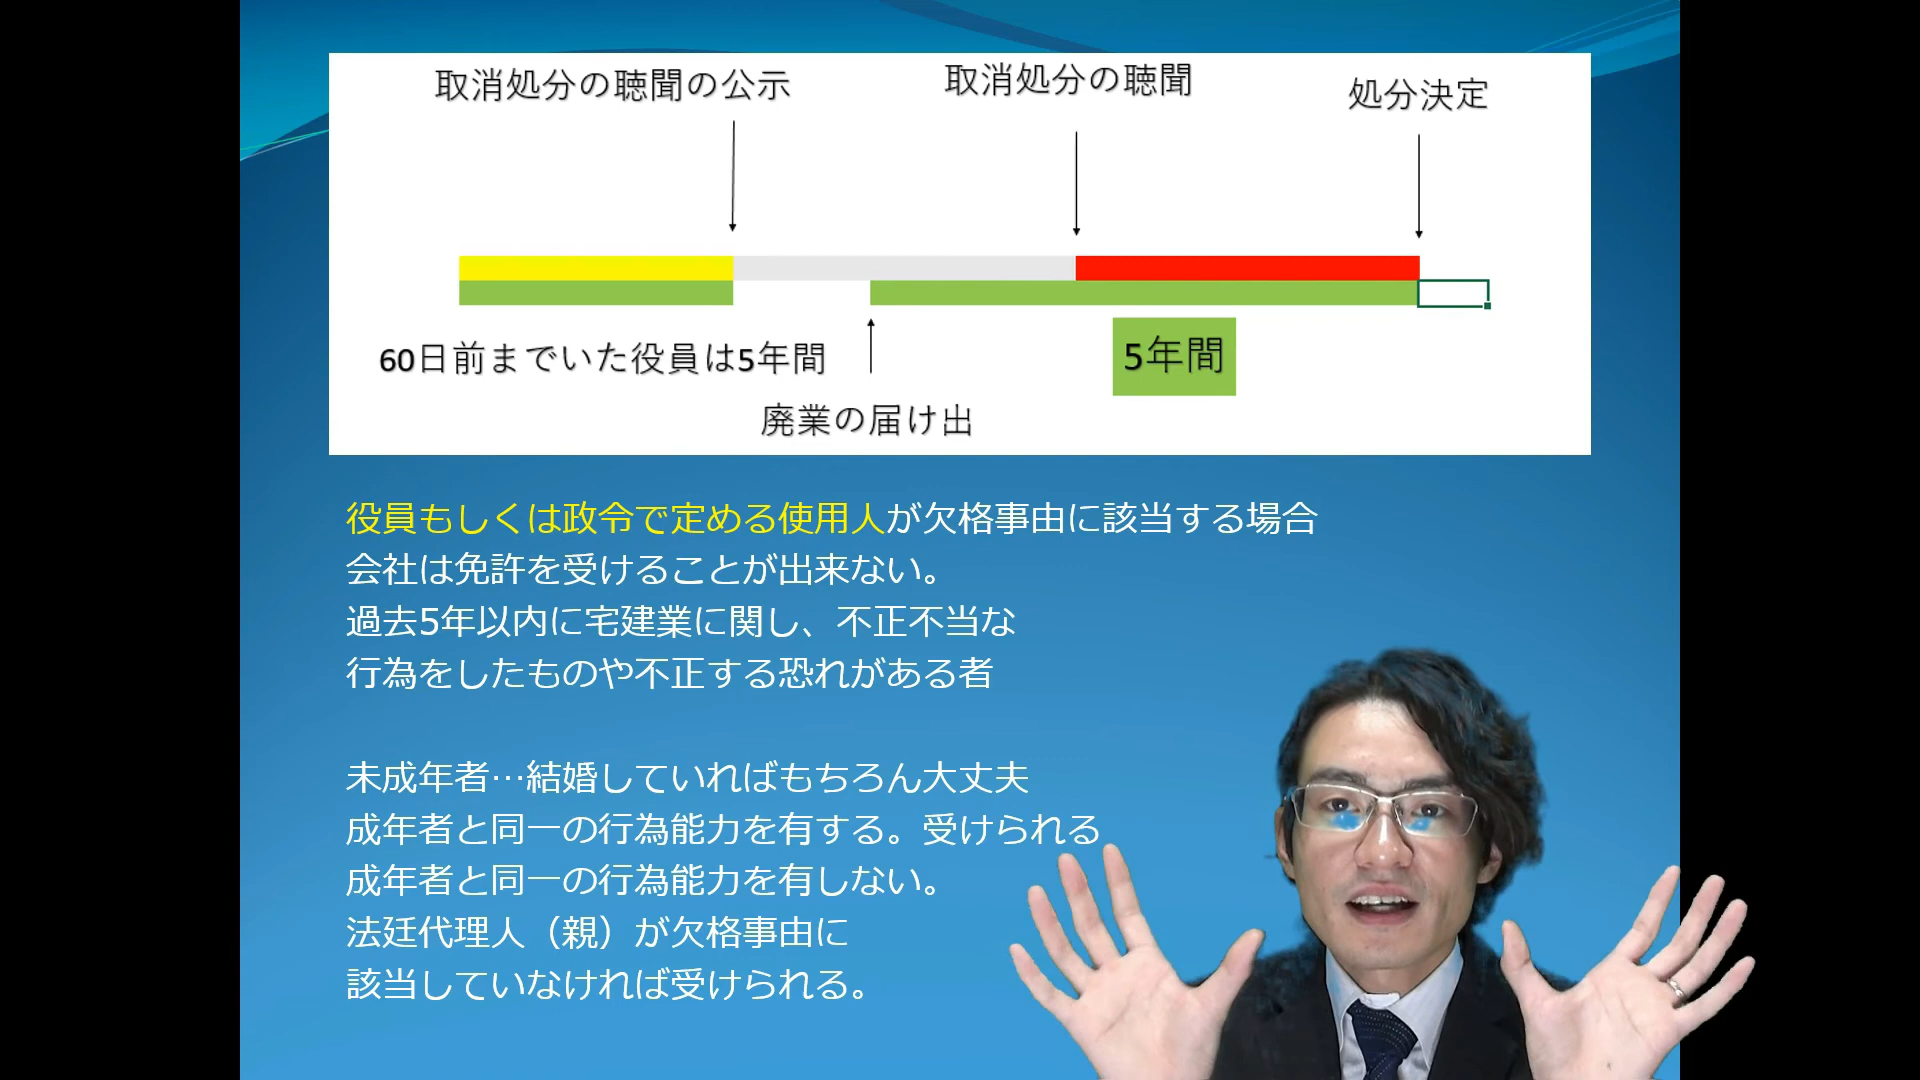 取消処分の聴聞の公示
取消処分の聴聞
処分決定
60日前までいた役員は5年間
5年間
廃業の届け出
役員もしくは政令で定める使用人が欠格事由に該当する場合
会社は免許を受けることが出来ない。
過去5年以内に宅建業に関し、不正不当な
行為をしたものや不正する恐れがある者
未成年者…結婚していればもちろん大丈夫
成年者と同一の行為能力を有する。受けられる
成年者と同一の行為能力を有しない。
法廷代理人（親）が欠格事由に
該当していなければ受けられる。